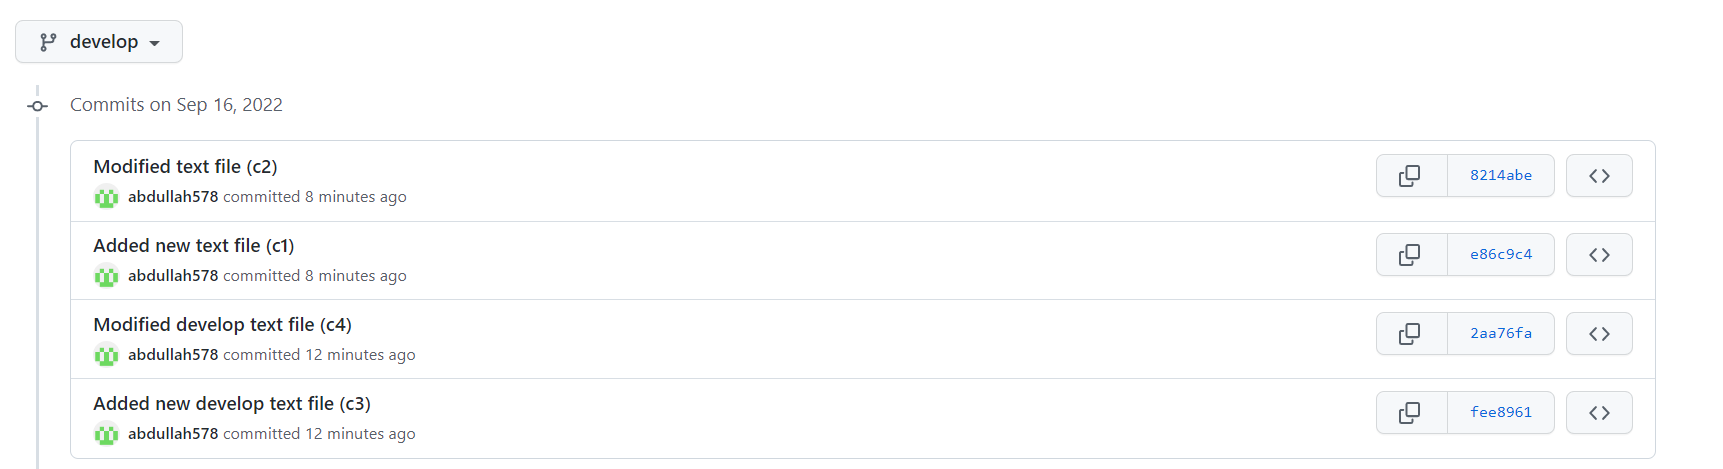 develop
Commits on Sep 16, 2022
Modified text file (c2)
8214abe
abdullah578 committed 8 minutes ago
Added new text file (c1)
e86c9c4
abdullah578 committed 8 minutes ago
Modified develop text file (c4)
2aa76fa
abdullah578 committed 12 minutes ago
Added new develop text file (c3)
fee8961
abdullah578 committed 12 minutes ago